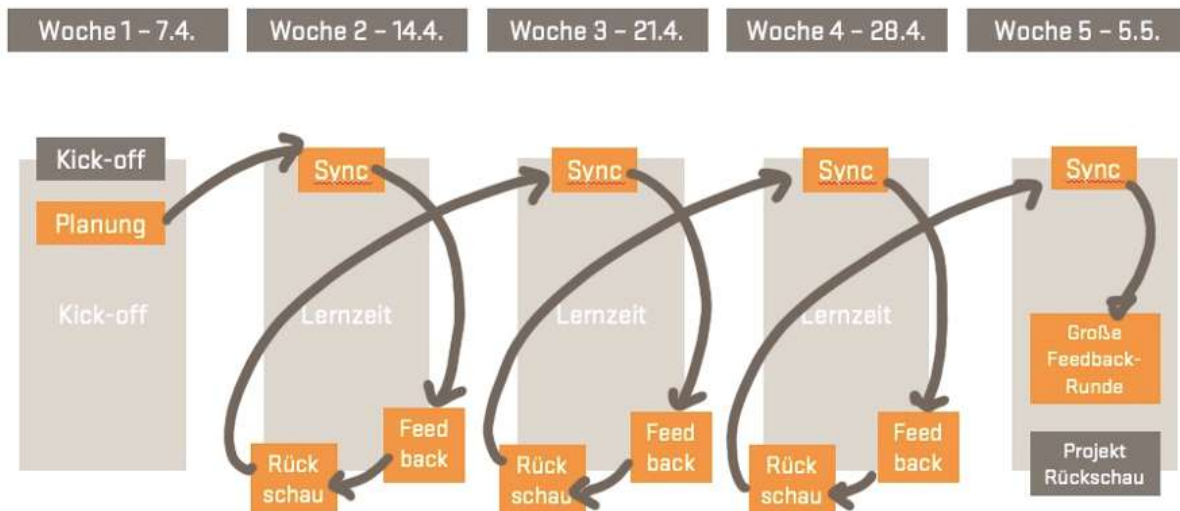 Woche 1 – 7.4.
Woche 2 – 14.4.
Woche 3 – 21.4.
Woche 4 – 28.4.
Woche 5 – 5.5.
Kick-off
Planung
Kick-off
Sync
Lernzeit
Feed
back
Rück
schau
Sync
Lernzeit
Feed
back
Rück
schau
Sync
Lernzeit
Feed
back
Rück
schau
Sync
Große
Feedback-
Runde
Projekt
Rückschau